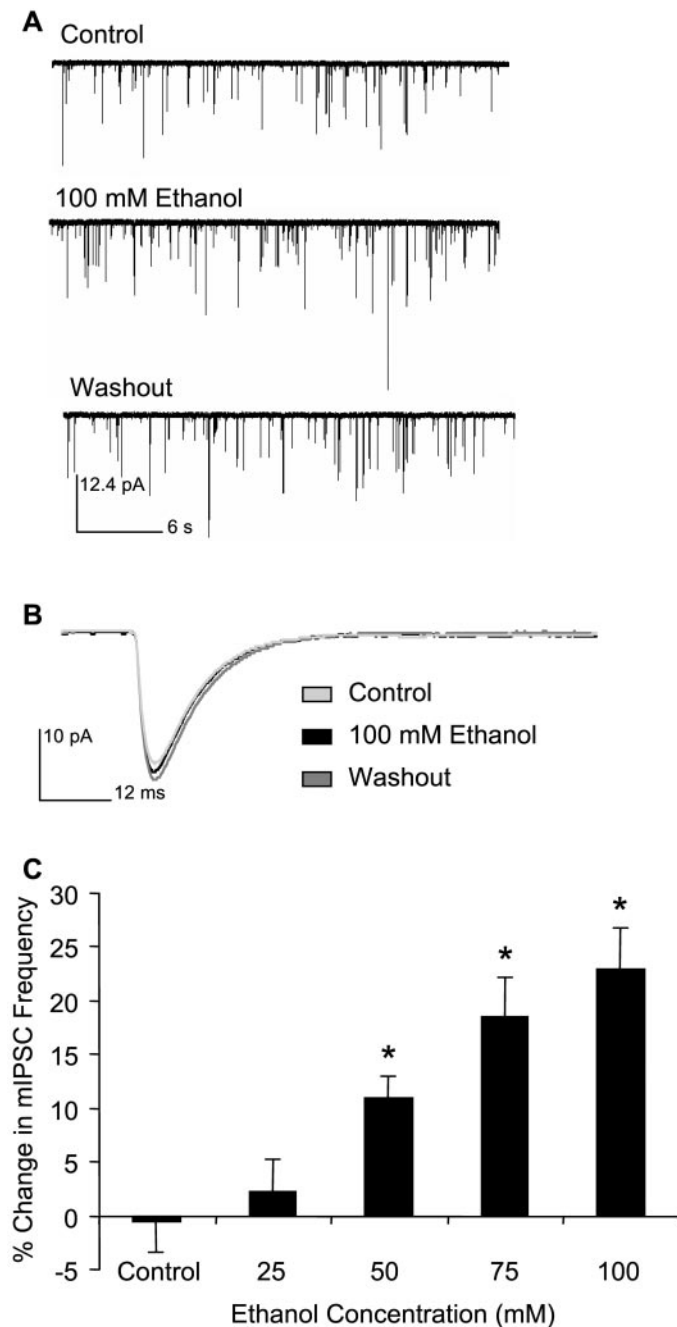 A
Control
100 mM Ethanol
Washout
12.4 pA
6 s
B
10 pA
12 ms
Control
100 mM Ethanol
Washout
C
% Change in mIPSC Frequency
30
25
20
15
10
5
0
-5
*
*
*
Control
25
50
75
100
Ethanol Concentration (mM)